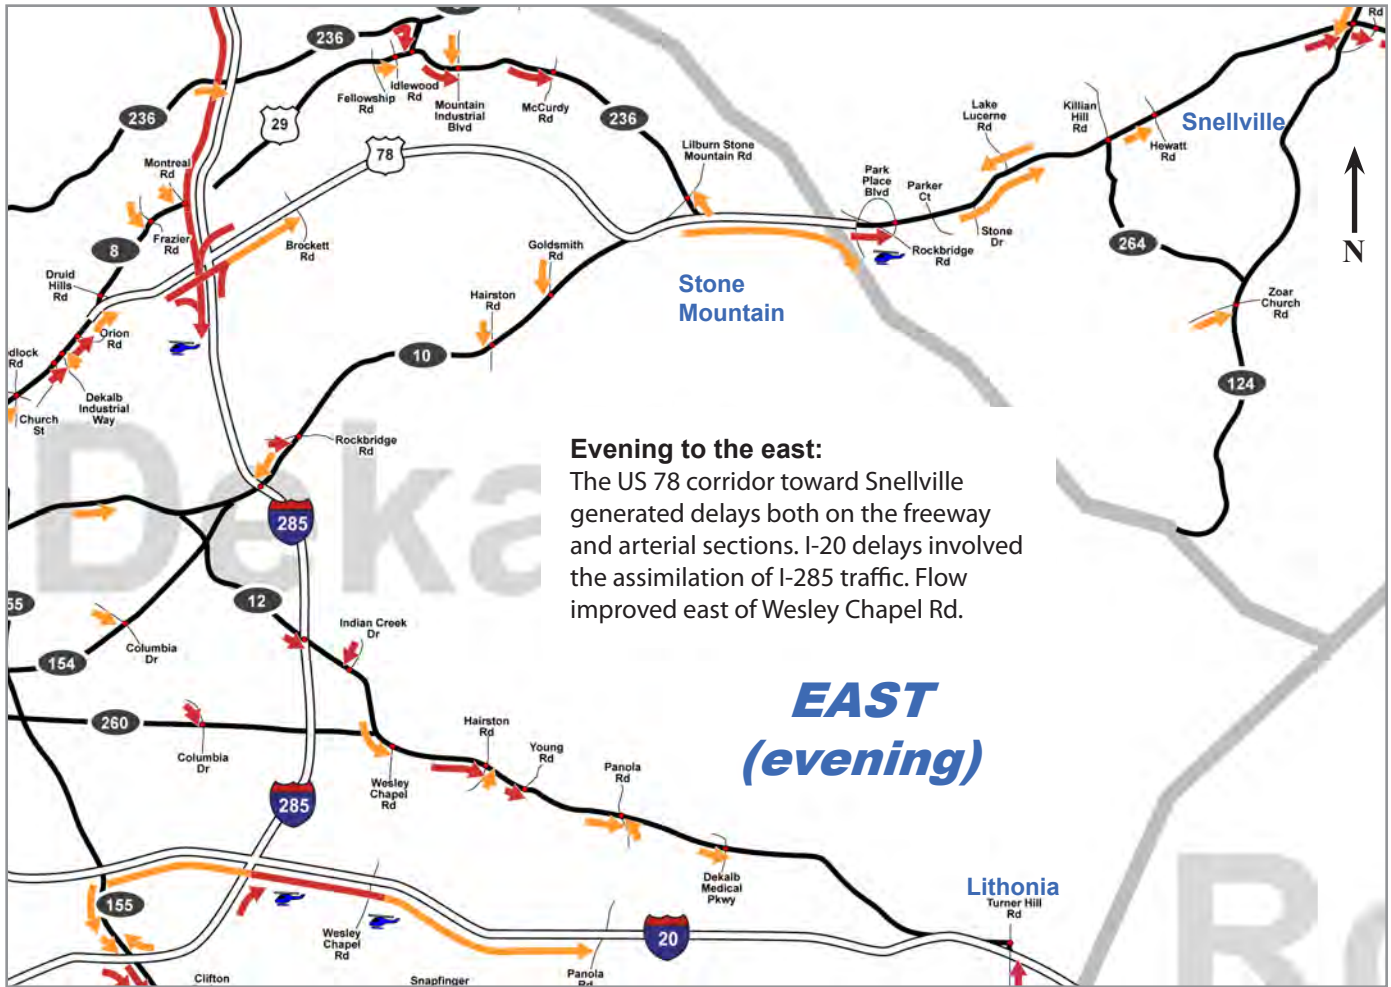 236
Rd
236
29
78
Fellowship
Rd
Idlewood
Rd
Mountain
Industrial
Blvd
McCurdy
Rd
236
Lilburn Stone
Mountain Rd
Lake
Lucerne
Rd
Killian
Hill
Rd
Hewatt
Rd
Snellville
Montreal
Rd
Frazier
Rd
8
Druid
Hills
Rd
Orion
Rd
dlock
Rd
Dekalb
Industrial
Way
Church
St
Brockett
Rd
Park
Place
Blvd
Parker
Ct
Rockbridge
Rd
Stone
Dr
264
N
Goldsmith
Rd
Hairston
Rd
Stone
Mountain
Zoar
Church
Rd
10
124
Rockbridge
Rd
Deka
285
Evening to the east:
The US 78 corridor toward Snellville
generated delays both on the freeway
and arterial sections. I-20 delays involved
the assimilation of I-285 traffic. Flow
improved east of Wesley Chapel Rd.
55
12
Indian Creek
Dr
Columbia
Dr
154
260
Columbia
Dr
EAST
(evening)
Hairston
Rd
Young
Rd
Wesley
Chapel
Rd
Panola
Rd
285
Dekalb
Medical
Pkwy
Lithonia
Turner Hill
Rd
155
Wesley
Chapel
Rd
20
Clifton
Snapfinger
Panola
Rd